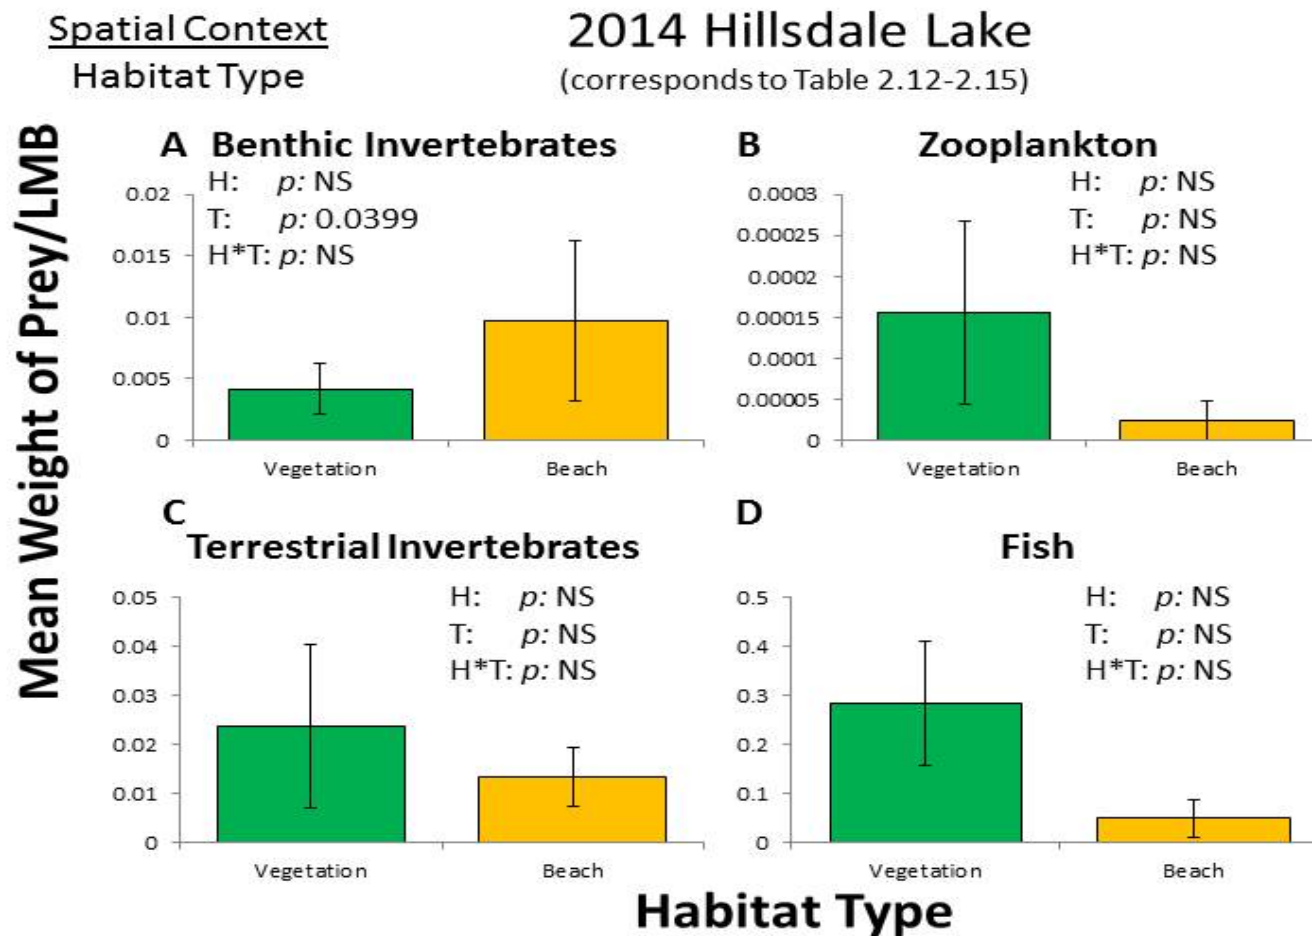 Spatial Context
Habitat Type
2014 Hillsdale Lake
(corresponds to Table 2.12-2.15)
Mean Weight of Prey/LMB
A Benthic Invertebrates
H: p: NS
T: p: 0.0399
H*T: p: NS
0.02
0.015
0.01
0.005
0
Vegetation
Beach
B Zooplankton
H: p: NS
T: p: NS
H*T: p: NS
0.0003
0.00025
0.0002
0.00015
0.0001
0.00005
0
Vegetation
Beach
C
Terrestrial Invertebrates
H: p: NS
T: p: NS
H*T: p: NS
0.05
0.04
0.03
0.02
0.01
0
Vegetation
Beach
D
Fish
H: p: NS
T: p: NS
H*T: p: NS
0.5
0.4
0.3
0.2
0.1
0
Vegetation
Beach
Habitat Type